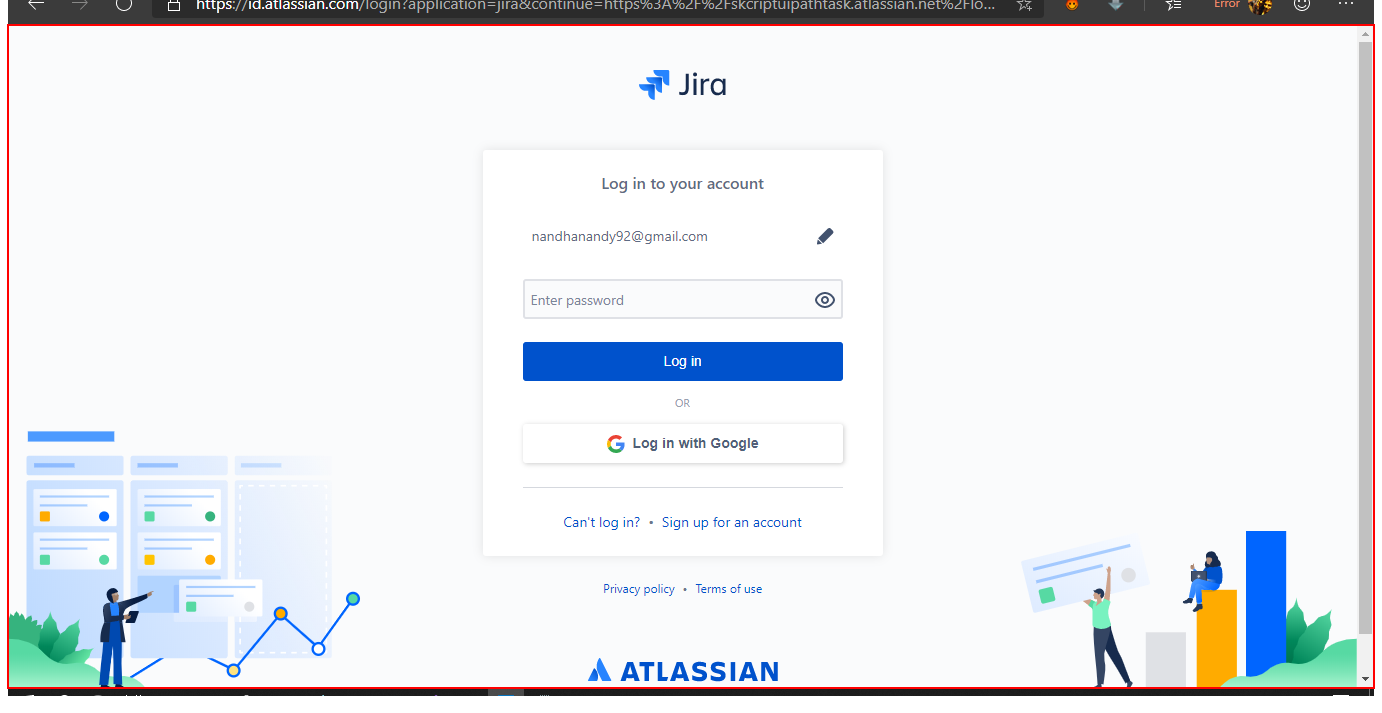 https://id.atlassian.com/login?application=jira&continue=https%3A%2F%2Fskcriptuipathtask.atlassian.net%2Flo...
Error
Jira
Log in to your account
nandhanandy92@gmail.com
Enter password
Log in
OR
Log in with Google
Can't log in? • Sign up for an account
Privacy policy • Terms of use
ATLASSIAN